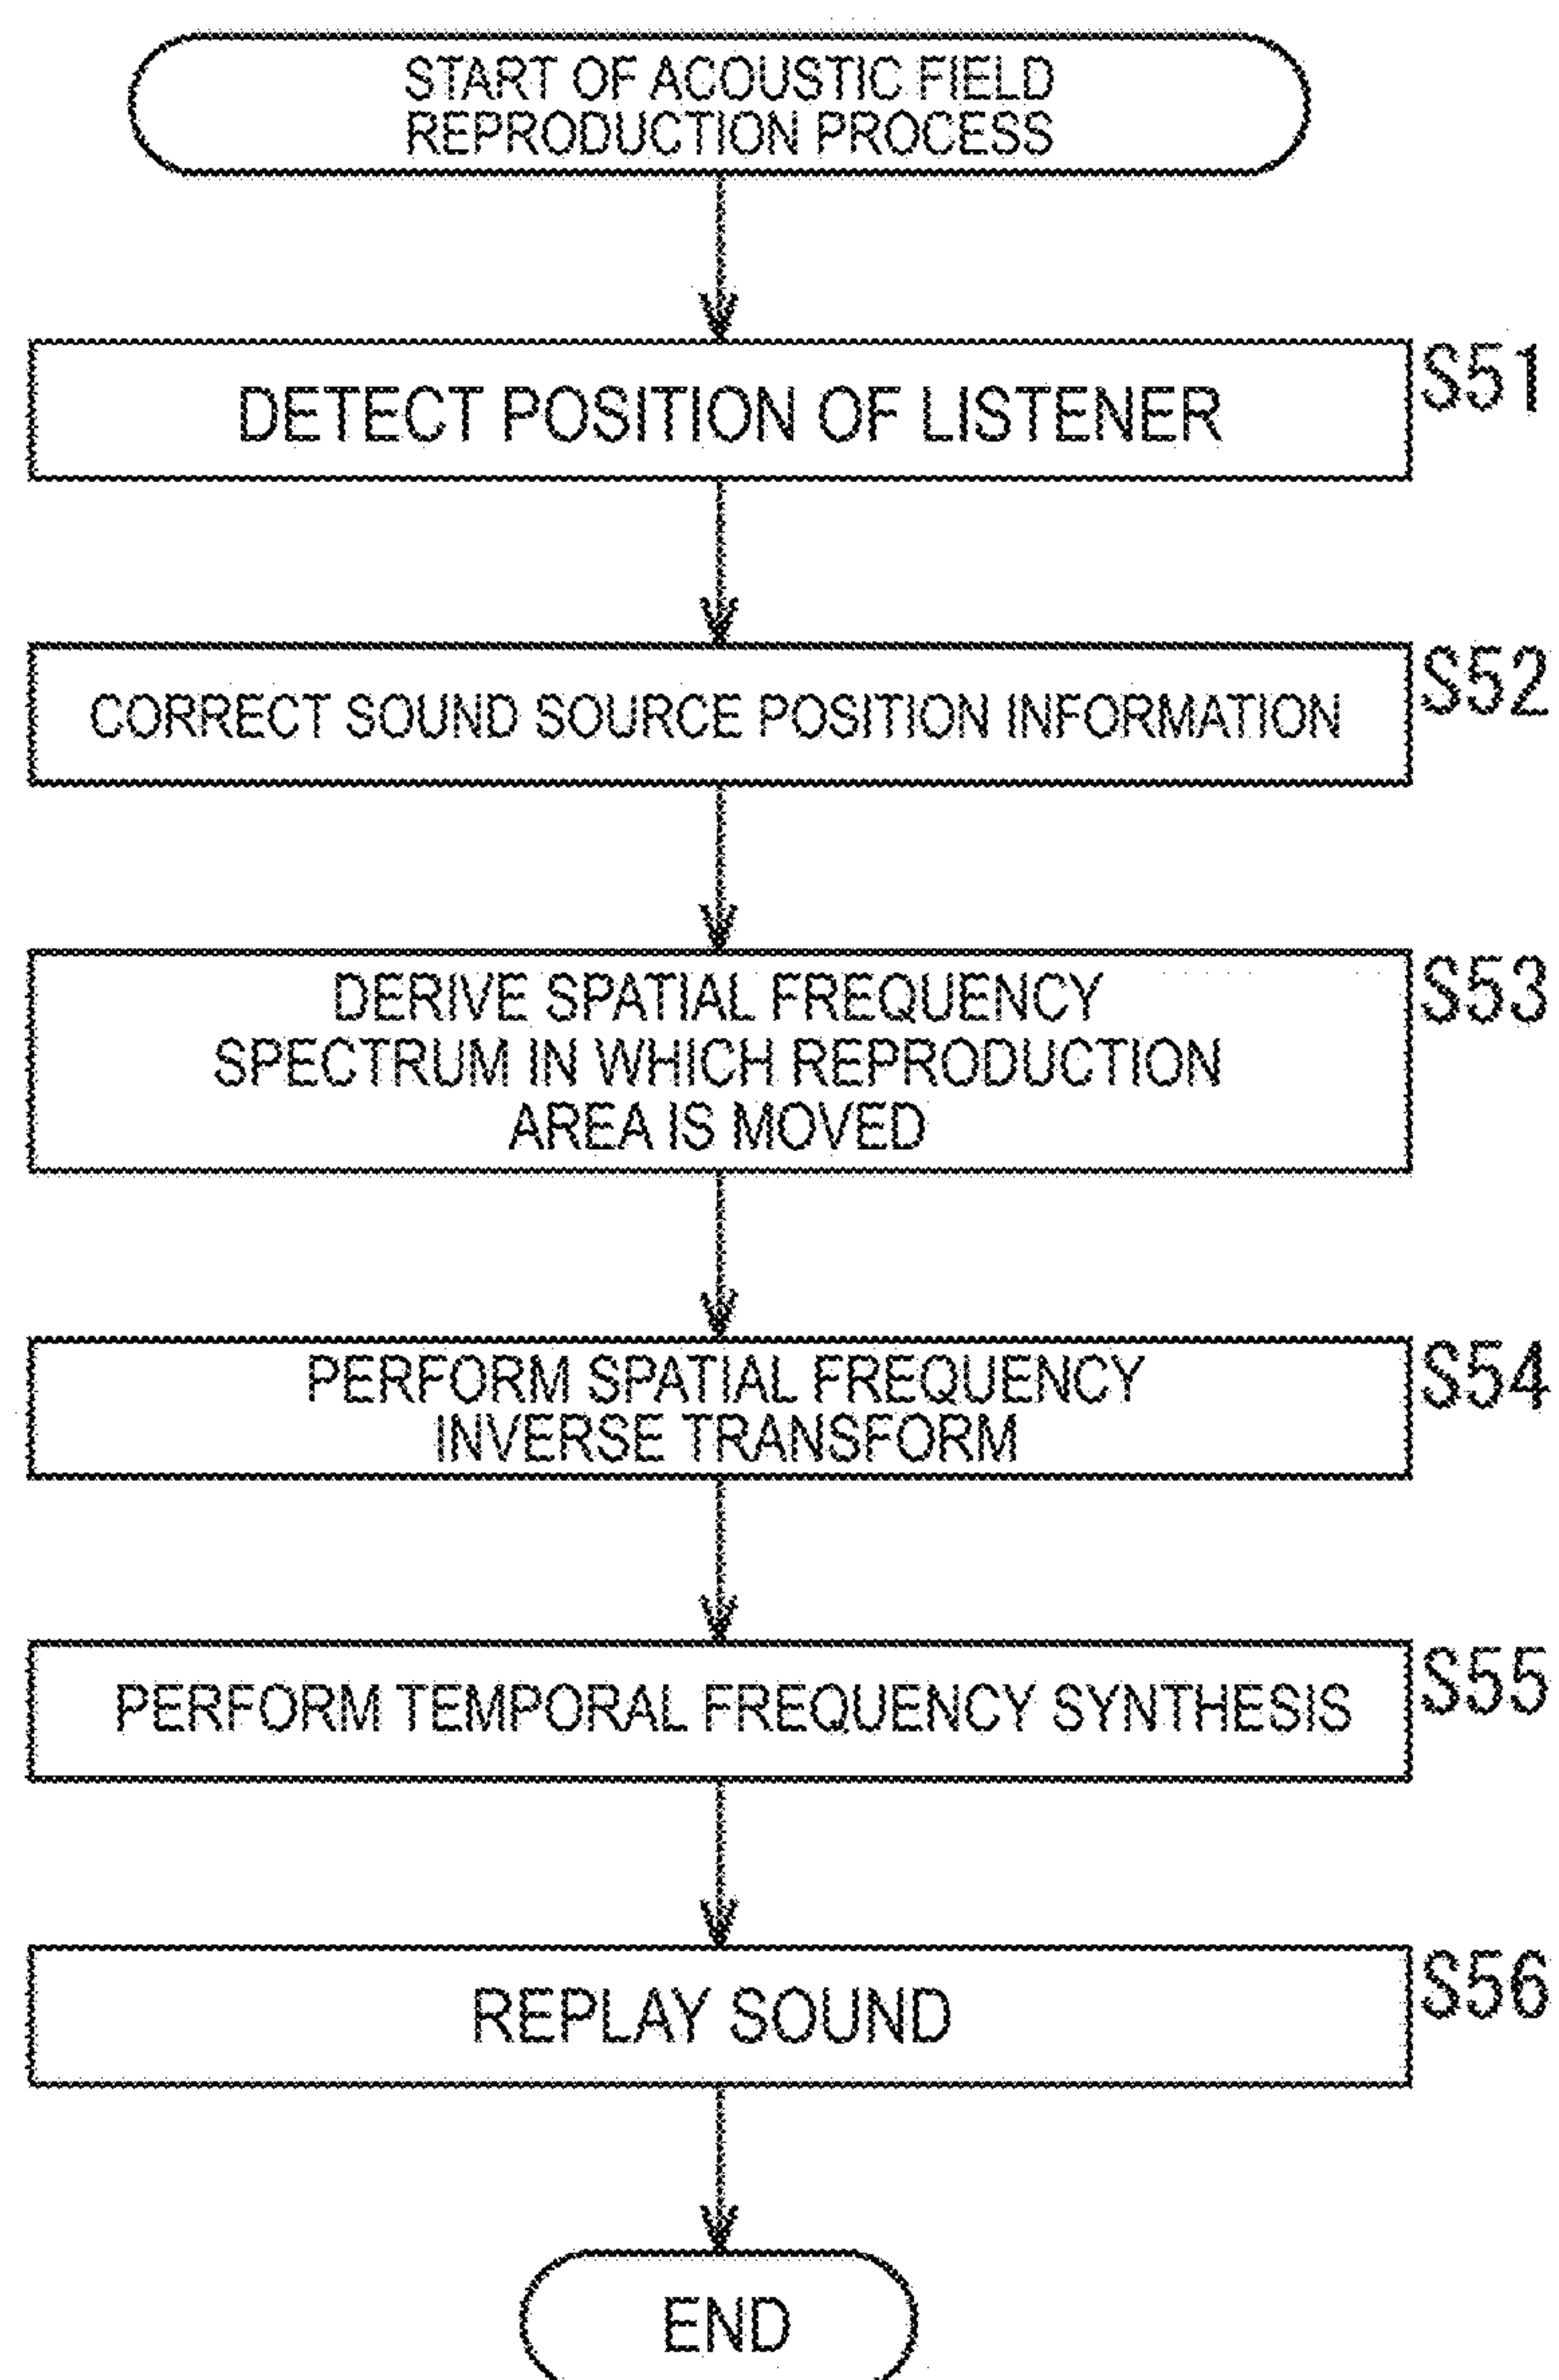 START OF ACOUSTIC FIELD
REPRODUCTION PROCESS
DETECT POSITION OF LISTENER
S51
CORRECT SOUND SOURCE POSITION INFORMATION
S52
DERIVE SPATIAL FREQUENCY
SPECTRUM IN WHICH REPRODUCTION
AREA IS MOVED
S53
PERFORM SPATIAL FREQUENCY
INVERSE TRANSFORM
S54
PERFORM TEMPORAL FREQUENCY SYNTHESIS
S55
REPLAY SOUND
S56
END